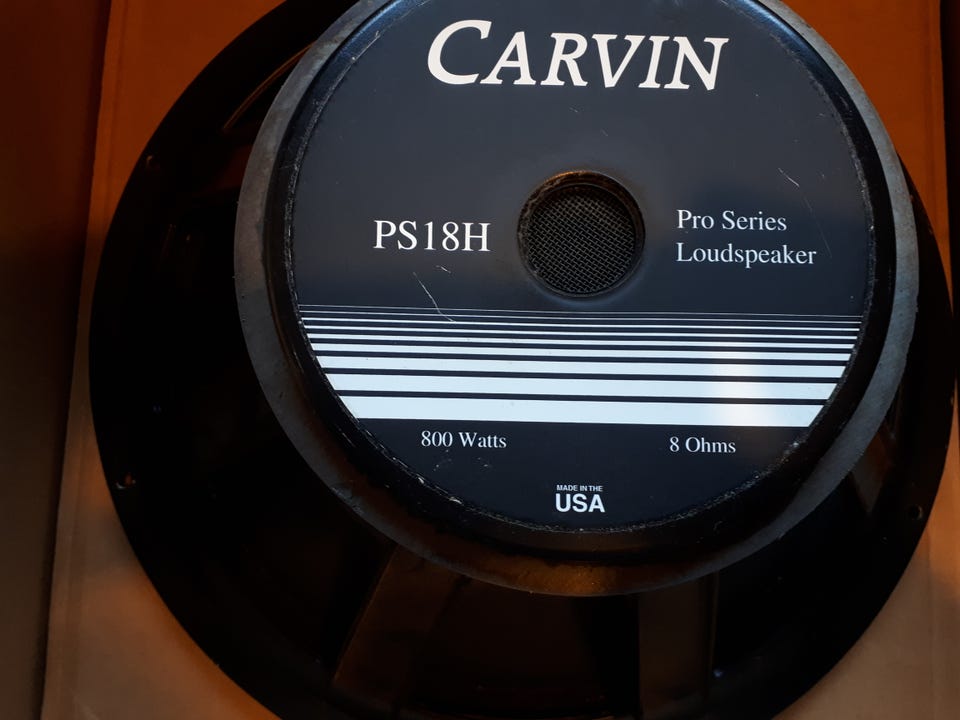 CARVIN
PS18H
Pro Series
Loudspeaker
800 Watts
8 Ohms
MADE IN THE
USA